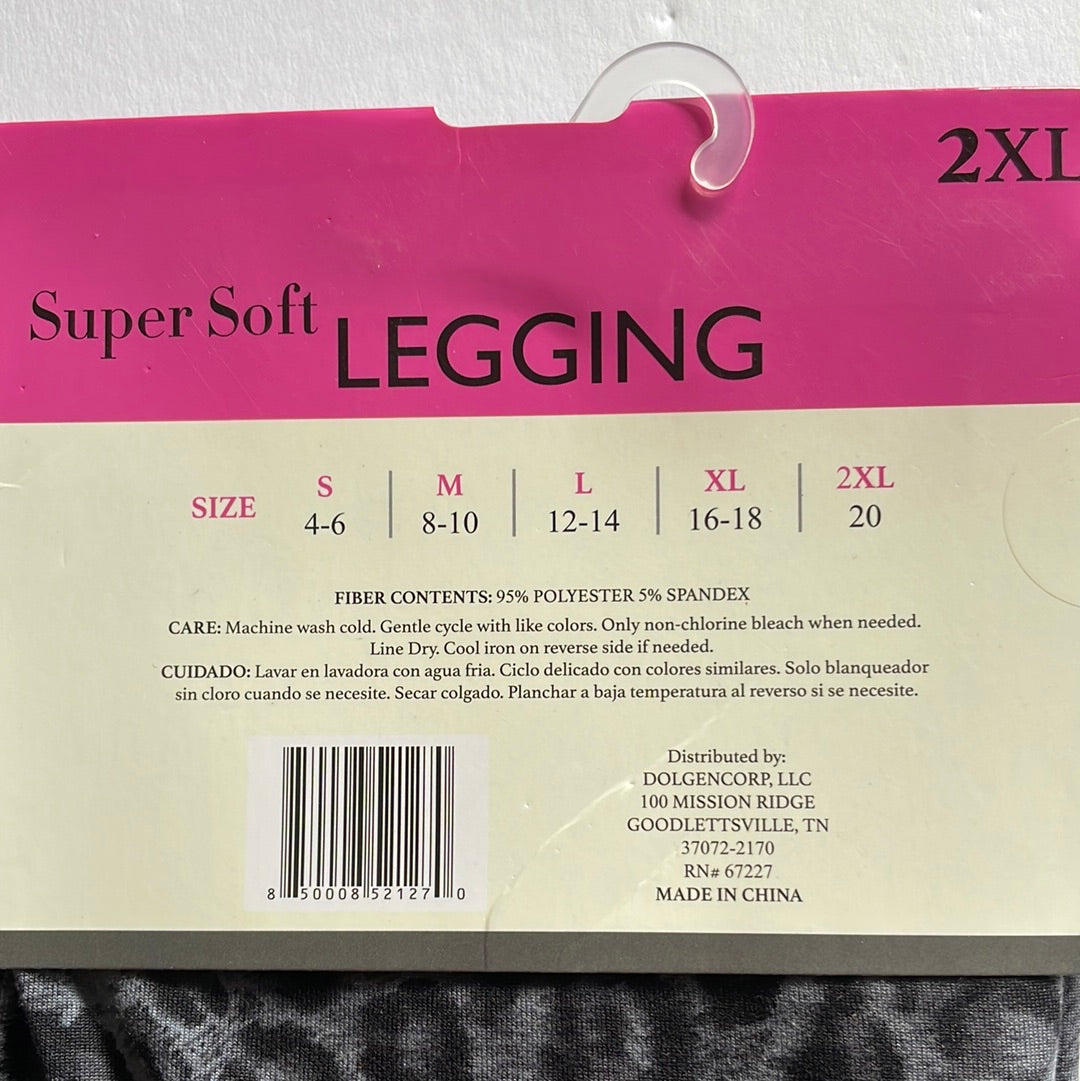 2XL
Super Soft LEGGING
SIZE
S M L XL 2XL
4-6 8-10 12-14 16-18 20
FIBER CONTENTS: 95% POLYESTER 5% SPANDEX
CARE: Machine wash cold. Gentle cycle with like colors. Only non-chlorine bleach when needed.
Line Dry. Cool iron on reverse side if needed.
CUIDADO: Lavar en lavadora con agua fria. Ciclo delicado con colores similares. Solo blanqueador
sin cloro cuando se necesite. Secar colgado. Planchar a baja temperatura al reverso si se necesite.
8 50008 52127 0
Distributed by:
DOLGENCORP, LLC
100 MISSION RIDGE
GOODLETTSVILLE, TN
37072-2170
RN# 67227
MADE IN CHINA